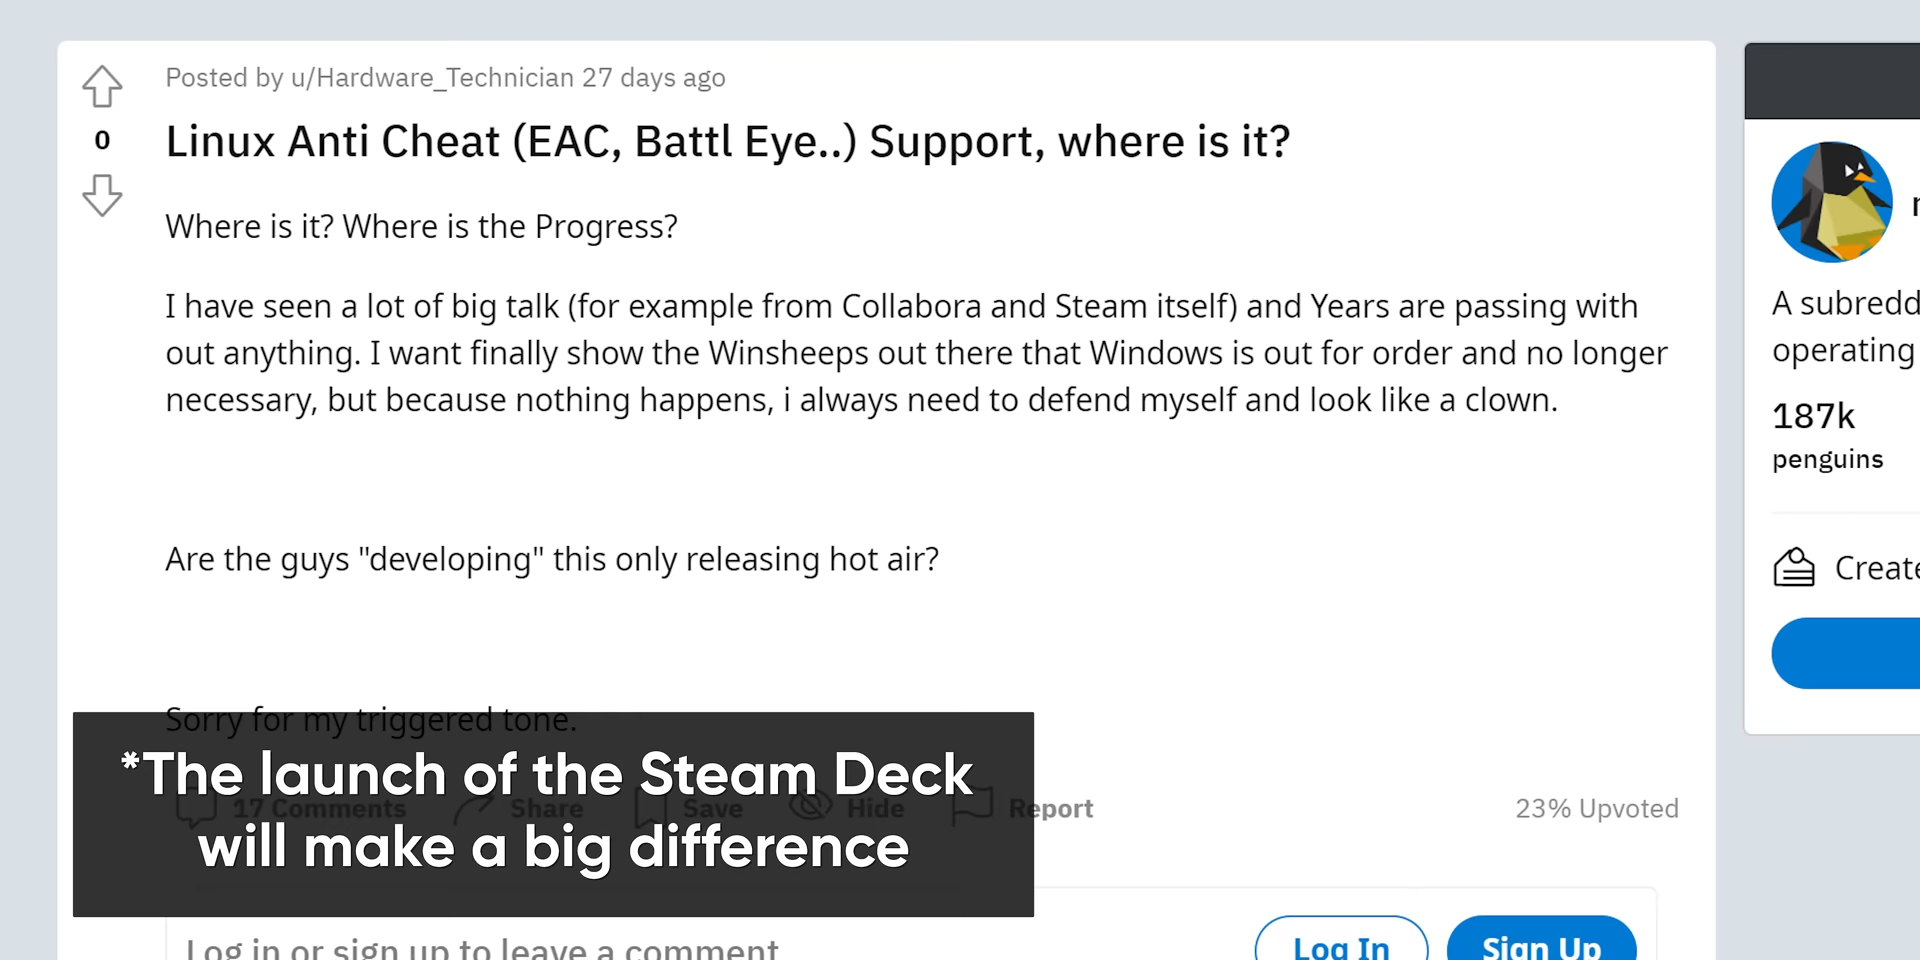 Posted by u/Hardware_Technician 27 days ago
0
Linux Anti Cheat (EAC, Battl Eye..) Support, where is it?
Where is it? Where is the Progress?
I have seen a lot of big talk (for example from Collabora and Steam itself) and Years are passing with
out anything. I want finally show the Winsheeps out there that Windows is out for order and no longer
necessary, but because nothing happens, i always need to defend myself and look like a clown.
Are the guys "developing" this only releasing hot air?
Sorry for my triggered tone.
*The launch of the Steam Deck
will make a big difference
17 Comments Share Save Hide Report
23% Upvoted
Log in or sign up to leave a comment
Log In
Sign Up
A subredd
operating
187k
penguins
Create